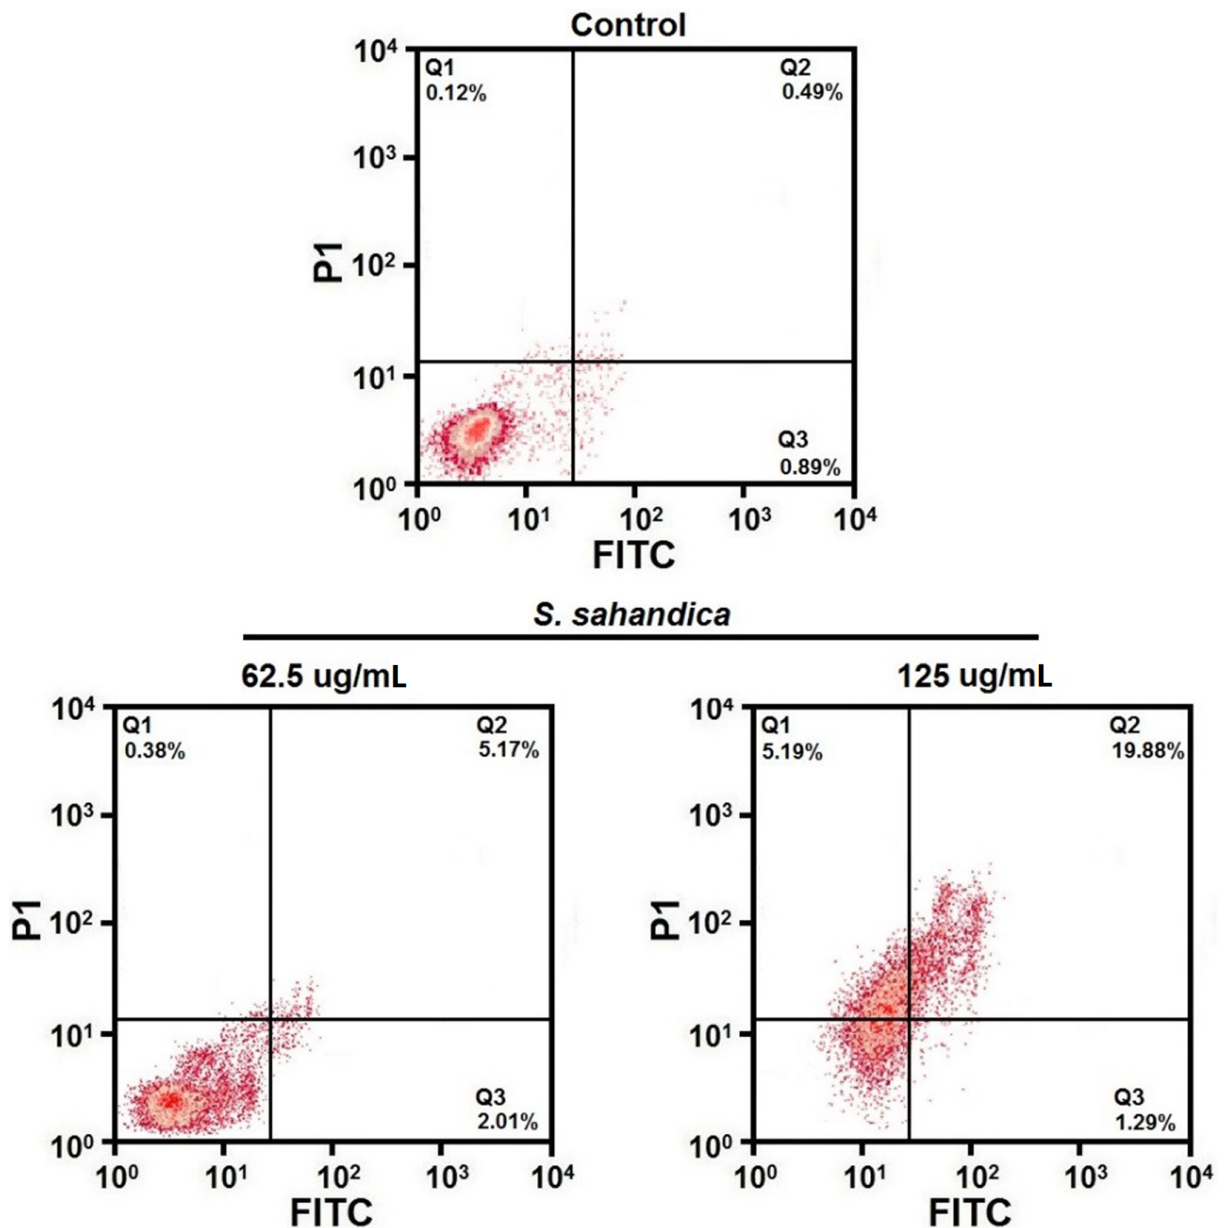 Control
10⁴
Q1
0.12%
Q2
0.49%
10³
P1
10²
10¹
Q3
0.89%
10⁰
10⁰ 10¹ 10² 10³ 10⁴
FITC
S. sahandica
62.5 ug/mL
10⁴
Q1
0.38%
Q2
5.17%
10³
P1
10²
10¹
Q3
2.01%
10⁰
10⁰ 10¹ 10² 10³ 10⁴
FITC
125 ug/mL
10⁴
Q1
5.19%
Q2
19.88%
10³
P1
10²
10¹
Q3
1.29%
10⁰
10⁰ 10¹ 10² 10³ 10⁴
FITC